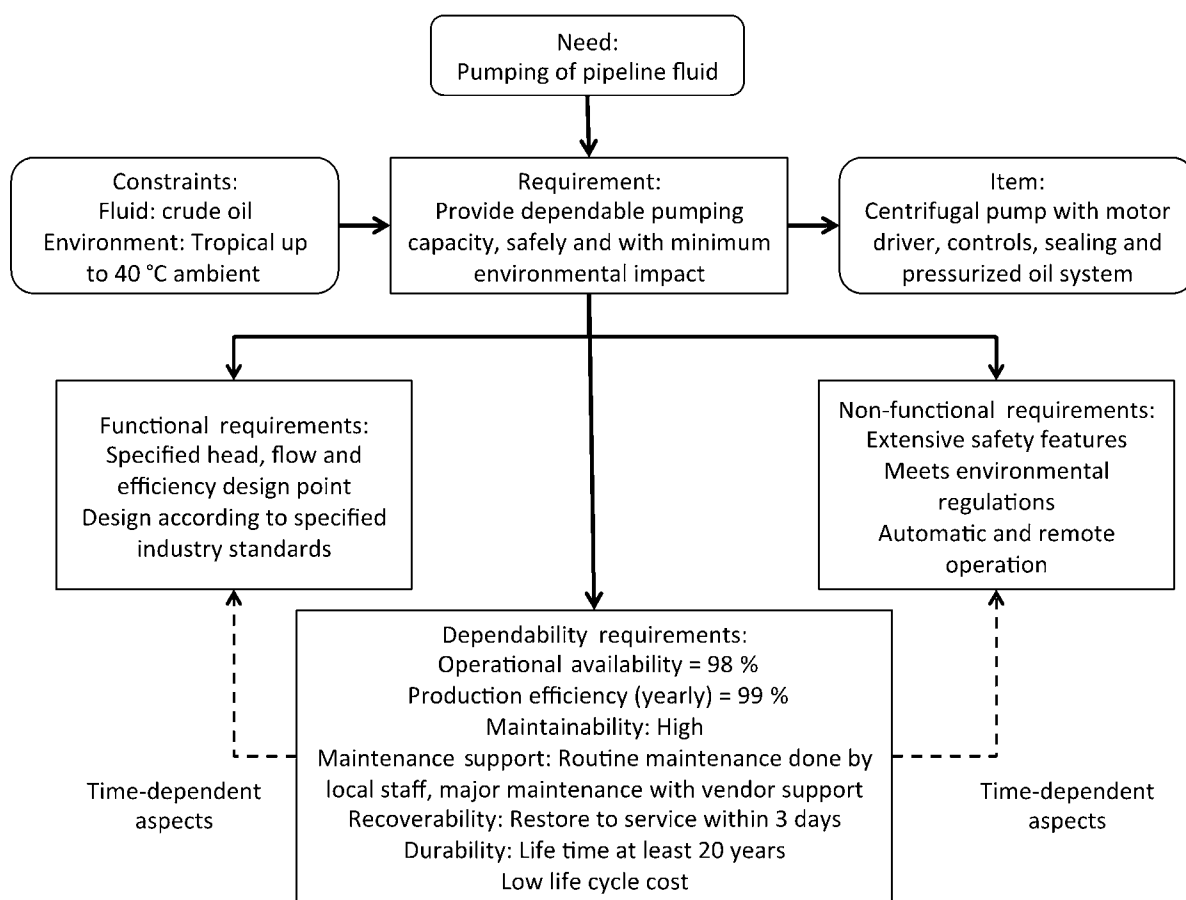 Need:
Pumping of pipeline fluid
Constraints:
Fluid: crude oil
Environment: Tropical up
to 40 °C ambient
Requirement:
Provide dependable pumping
capacity, safely and with minimum
environmental impact
Item:
Centrifugal pump with motor
driver, controls, sealing and
pressurized oil system
Functional requirements:
Specified head, flow and
efficiency design point
Design according to specified
industry standards
Non-functional requirements:
Extensive safety features
Meets environmental
regulations
Automatic and remote
operation
Dependability requirements:
Operational availability = 98 %
Production efficiency (yearly) = 99 %
Maintainability: High
Maintenance support: Routine maintenance done by
local staff, major maintenance with vendor support
Recoverability: Restore to service within 3 days
Durability: Life time at least 20 years
Low life cycle cost
Time-dependent
aspects
Time-dependent
aspects